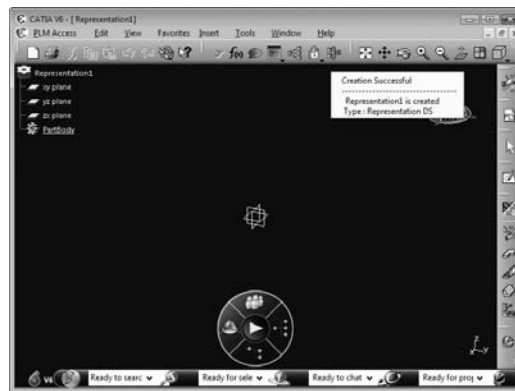 CATIA V6 - [Representation1]
PLM Access Edit View Favorites Insert Tools Window Help
f(x)
Representation1
xy plane
yz plane
zx plane
PartBody
Creation Successful
Representation1 is created
Type : Representation DS
z
x
y
V6 Ready to searc Ready for sele Ready to chat Ready for proj